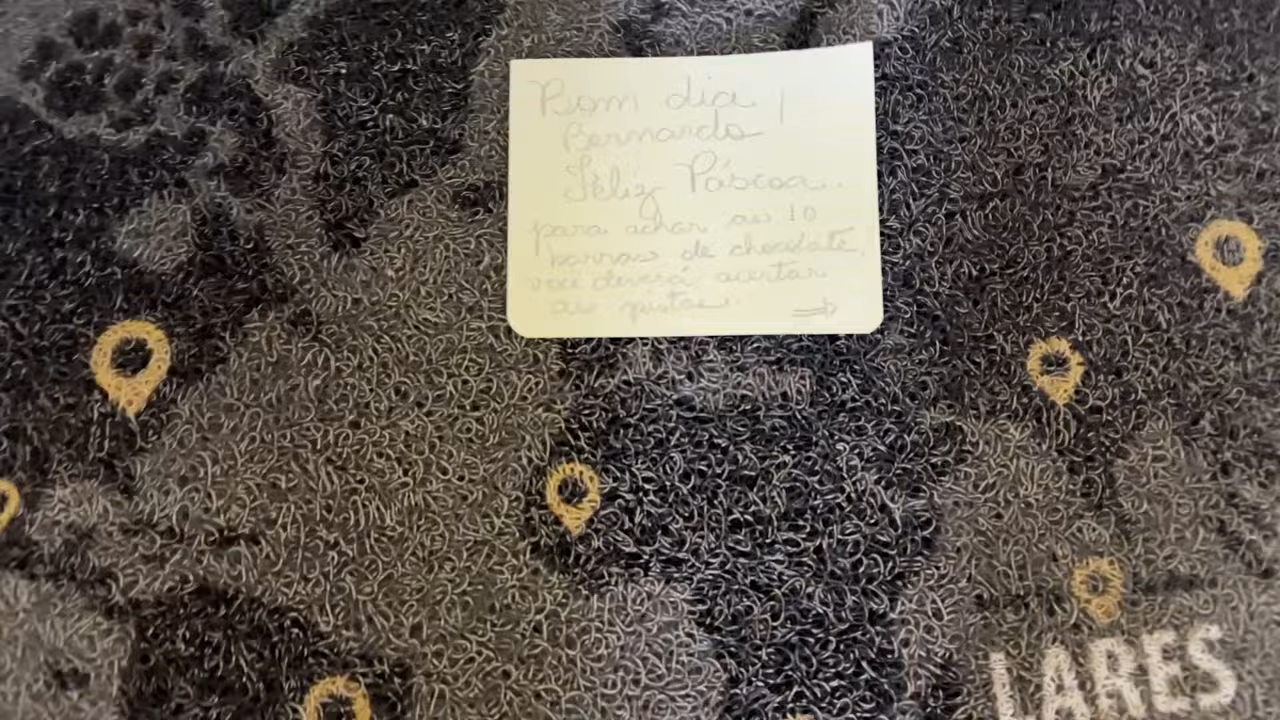 Bom dia!
Bernardo
Feliz Páscoa.
para achar as 10
barras de chocolate,
você deverá acertar
as pistas.
LARES